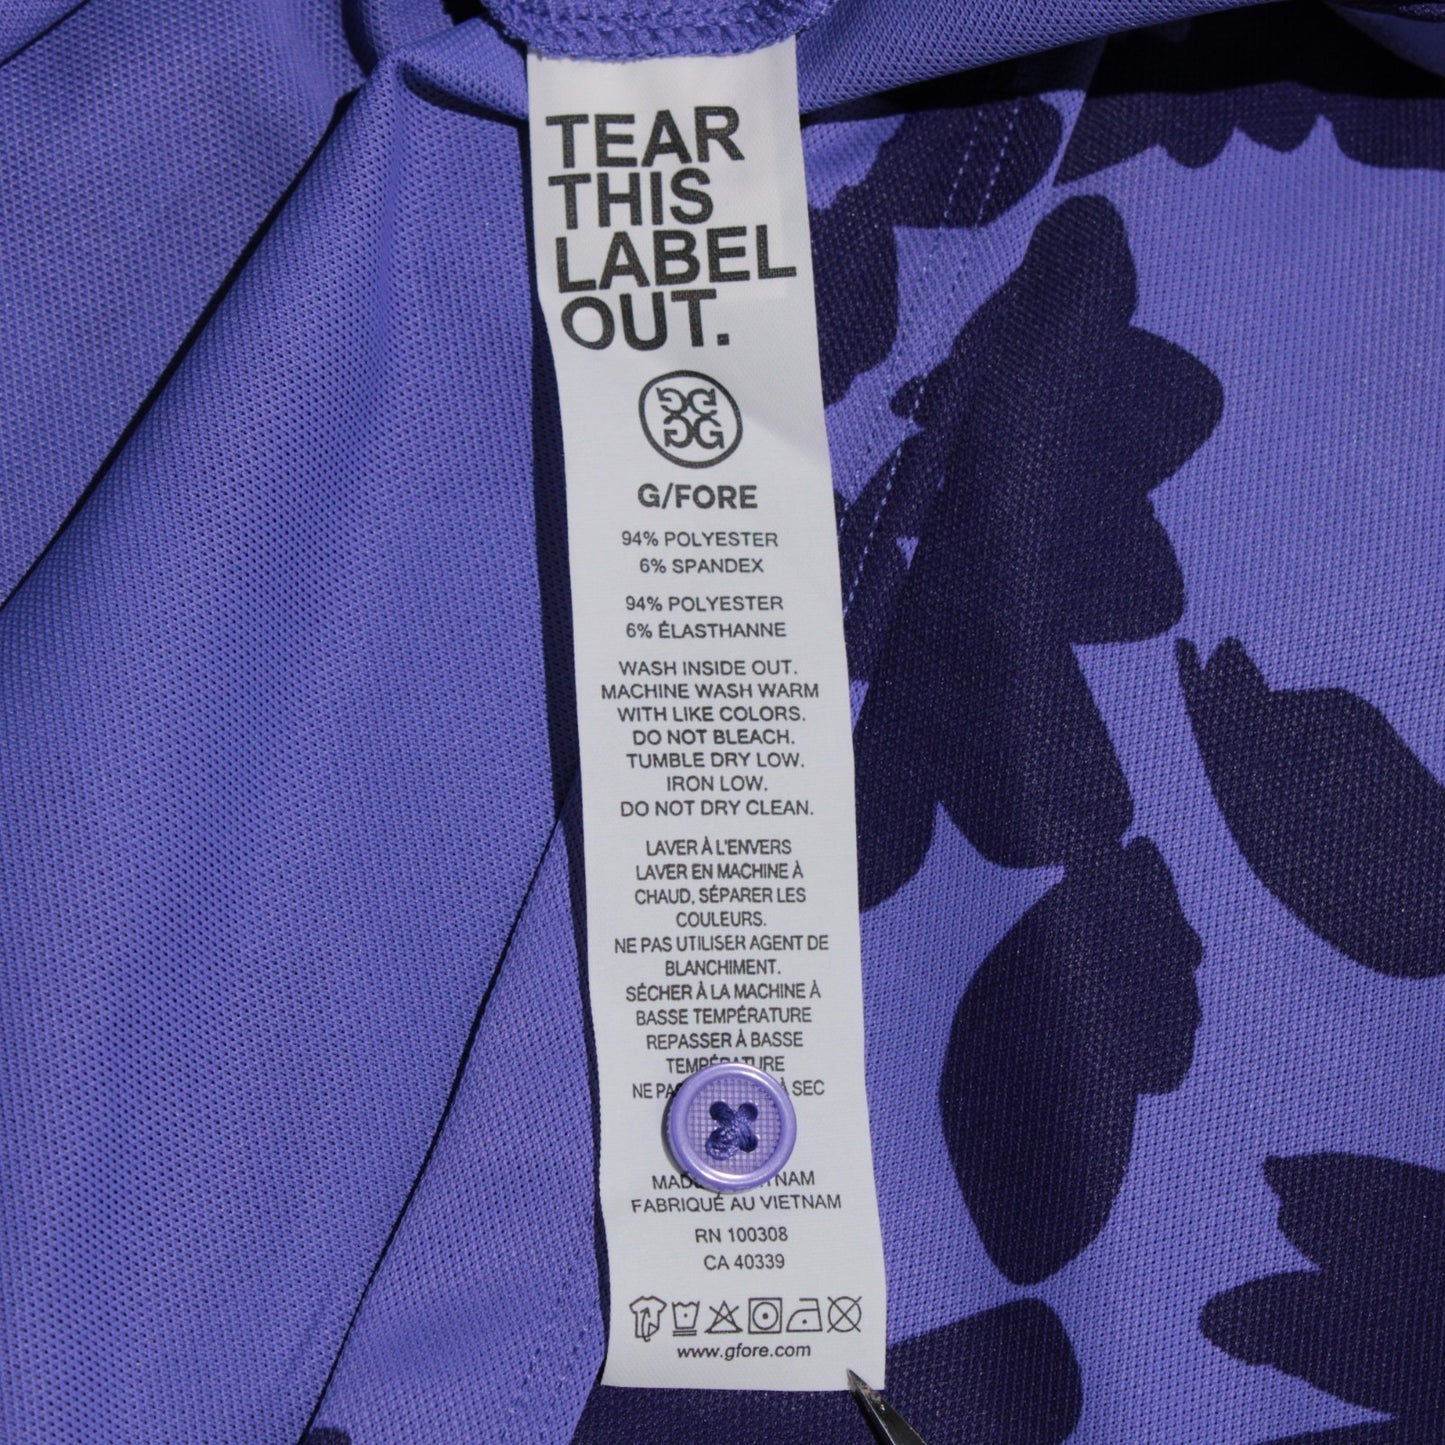 TEAR
THIS
LABEL
OUT.
G/FORE
94% POLYESTER
6% SPANDEX
94% POLYESTER
6% ÉLASTHANNE
WASH INSIDE OUT.
MACHINE WASH WARM
WITH LIKE COLORS.
DO NOT BLEACH.
TUMBLE DRY LOW.
IRON LOW.
DO NOT DRY CLEAN.
LAVER À L'ENVERS
LAVER EN MACHINE À
CHAUD, SÉPARER LES
COULEURS.
NE PAS UTILISER AGENT DE
BLANCHIMENT.
SÉCHER À LA MACHINE À
BASSE TEMPÉRATURE
REPASSER À BASSE
TEMPÉRATURE
NE À SEC
FABRIQUÉ AU VIETNAM
RN 100308
CA 40339
www.gfore.com